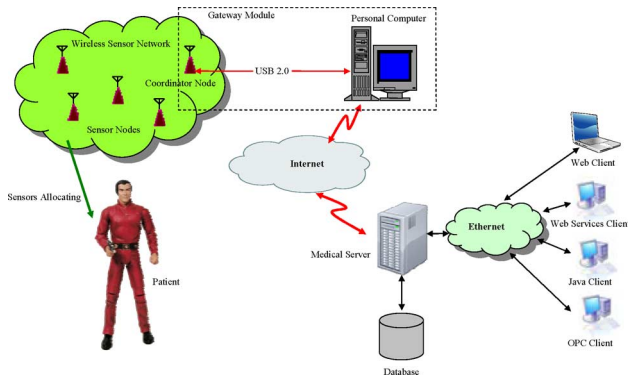 Gateway Module
Personal Computer
Wireless Sensor Network
Coordinator Node
USB 2.0
Sensor Nodes
Internet
Web Client
Sensors Allocating
Web Services Client
Ethernet
Medical Server
Patient
Java Client
OPC Client
Database